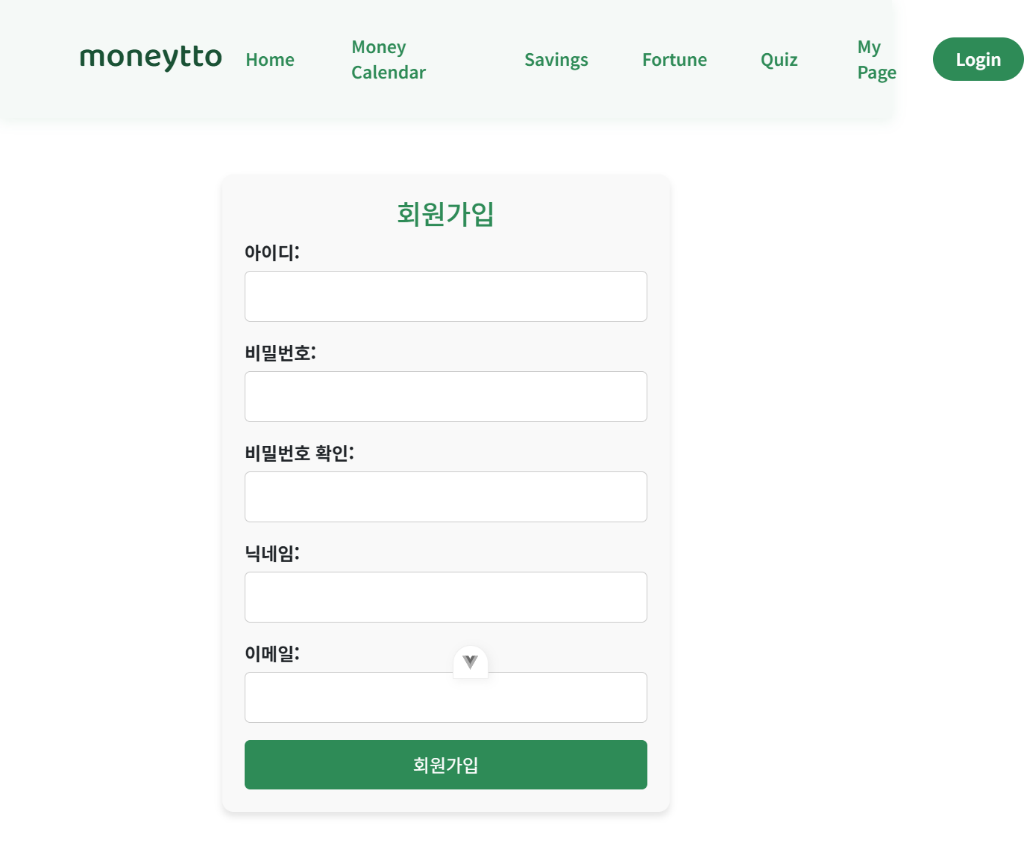 moneytto
Home
Money
Calendar
Savings
Fortune
Quiz
My
Page
Login
회원가입
아이디:
비밀번호:
비밀번호 확인:
닉네임:
이메일:
회원가입